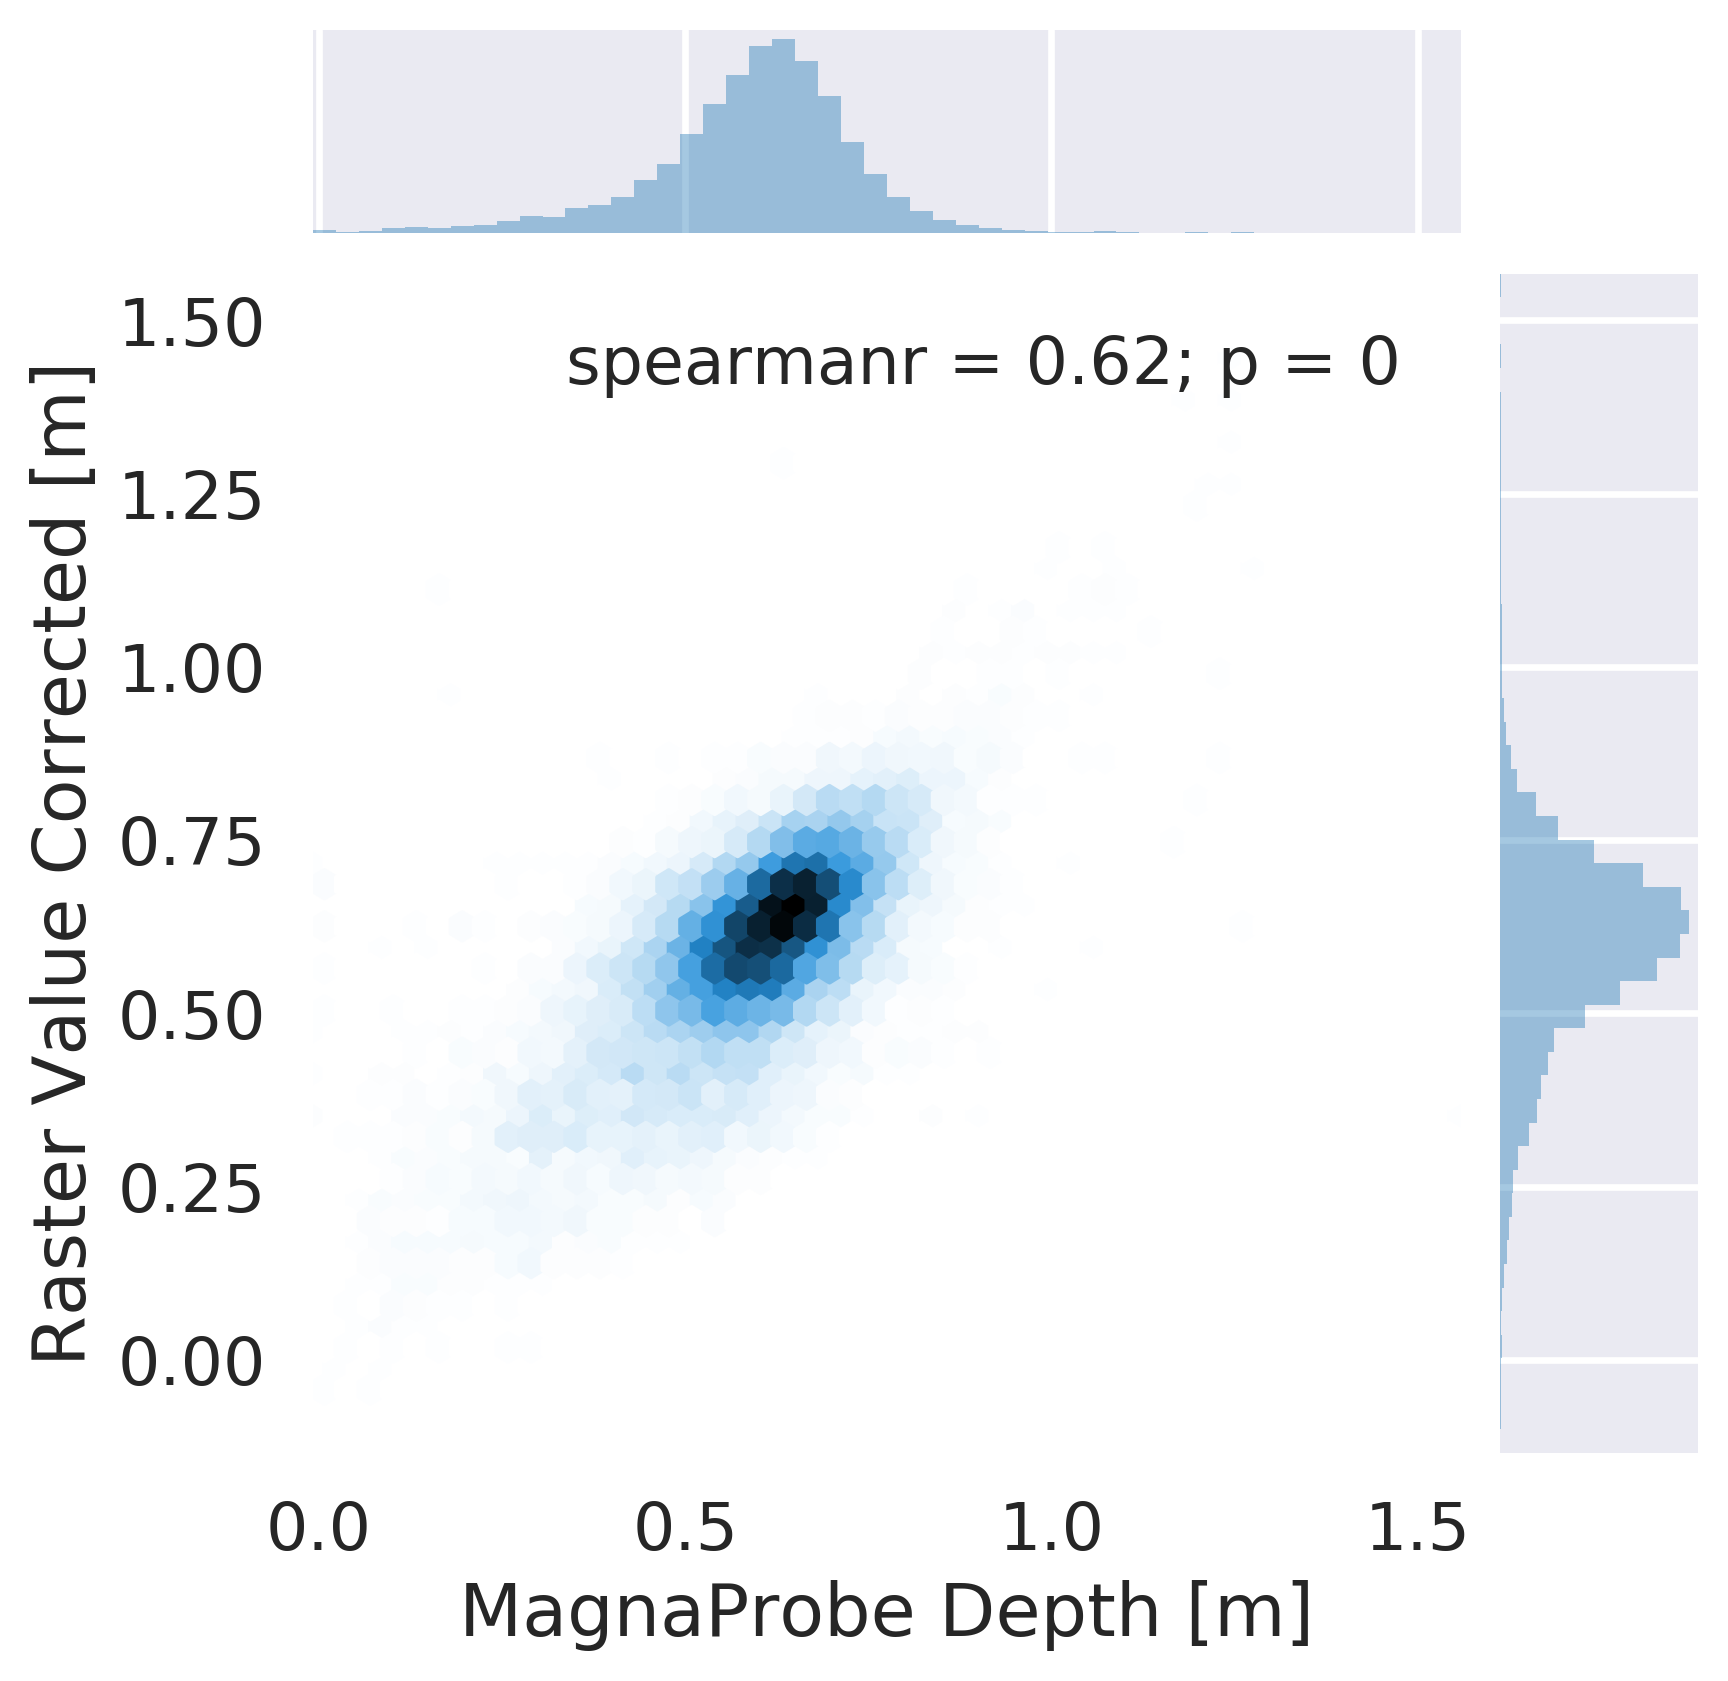 spearmanr = 0.62; p = 0
Raster Value Corrected [m]
1.50
1.25
1.00
0.75
0.50
0.25
0.00
0.0 0.5 1.0 1.5
MagnaProbe Depth [m]